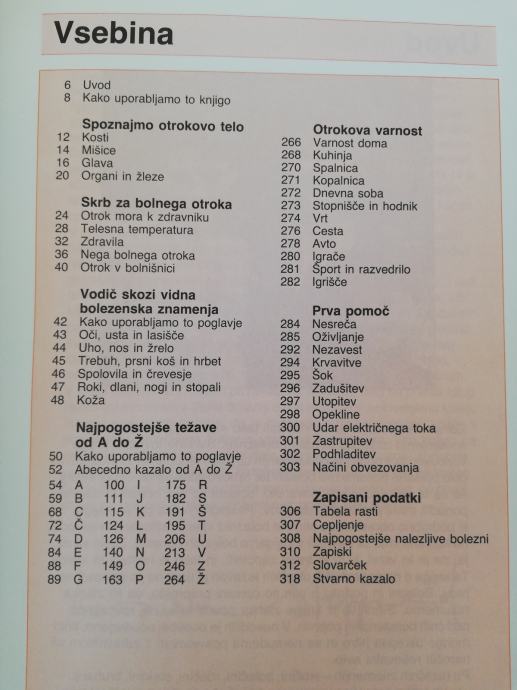 Vsebina
6 Uvod
8 Kako uporabljamo to knjigo
Spoznajmo otrokovo telo
12 Kosti
14 Mišice
16 Glava
20 Organi in žleze
Skrb za bolnega otroka
24 Otrok mora k zdravniku
28 Telesna temperatura
32 Zdravila
36 Nega bolnega otroka
40 Otrok v bolnišnici
Vodič skozi vidna
bolezenska znamenja
42 Kako uporabljamo to poglavje
43 Oči, usta in lasišče
44 Uho, nos in žrelo
45 Trebuh, prsni koš in hrbet
46 Spolovila in črevesje
47 Roki, dlani, nogi in stopali
48 Koža
Najpogostejše težave
od A do Ž
50 Kako uporabljamo to poglavje
52 Abecedno kazalo od A do Ž
54 A 100 I 175 R
59 B 111 J 182 S
68 C 115 K 191 Š
72 Č 124 L 195 T
74 D 126 M 206 U
84 E 140 N 213 V
88 F 149 O 246 Z
89 G 163 P 264 Ž
Otrokova varnost
266 Varnost doma
268 Kuhinja
270 Spalnica
271 Kopalnica
272 Dnevna soba
273 Stopnišče in hodnik
274 Vrt
276 Cesta
278 Avto
280 Igrače
281 Šport in razvedrilo
282 Igrišče
Prva pomoč
284 Nesreča
285 Oživljanje
292 Nezavest
294 Krvavitve
295 Šok
296 Zadušitev
297 Utopitev
298 Opekline
300 Udar električnega toka
301 Zastrupitev
302 Podhladitev
303 Načini obvezovanja
Zapisani podatki
306 Tabela rasti
307 Cepljenje
308 Najpogostejše nalezljive bolezni
310 Zapiski
312 Slovarček
318 Stvarno kazalo